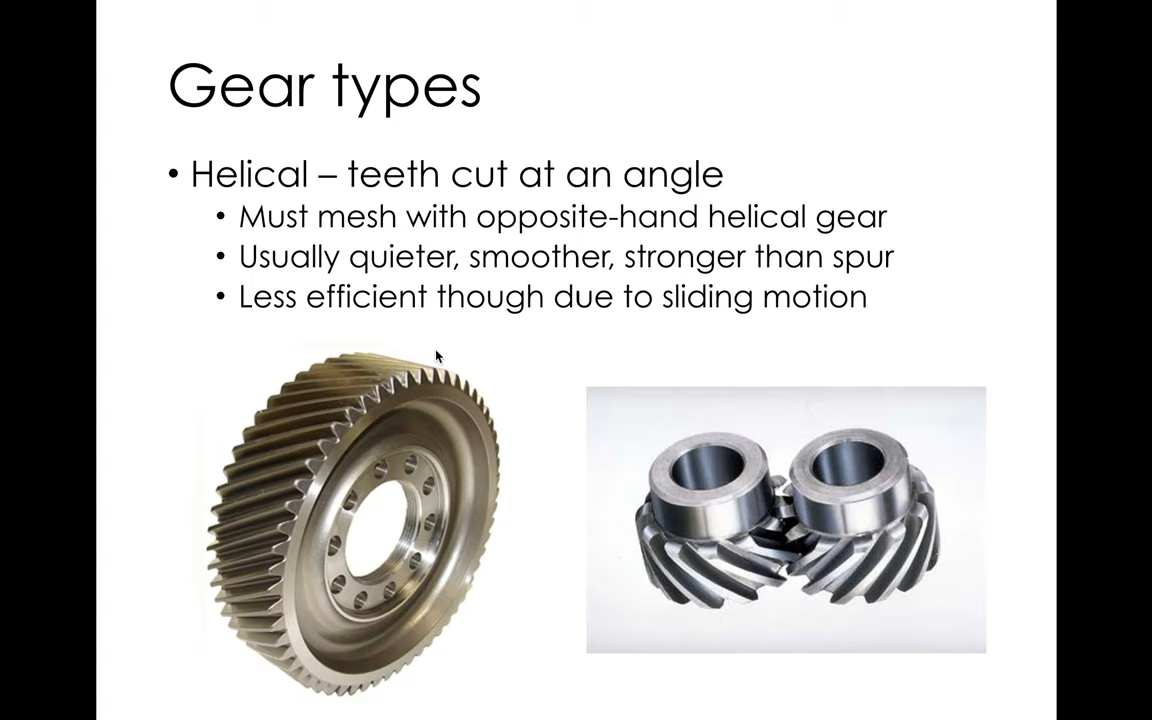 Gear types
• Helical – teeth cut at an angle
• Must mesh with opposite-hand helical gear
• Usually quieter, smoother, stronger than spur
• Less efficient though due to sliding motion